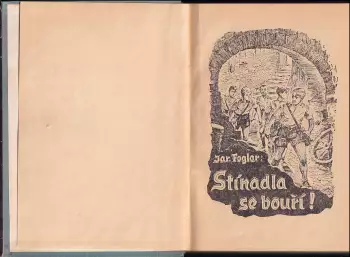 Jar. Foglar:
Stínadla
se bouří!